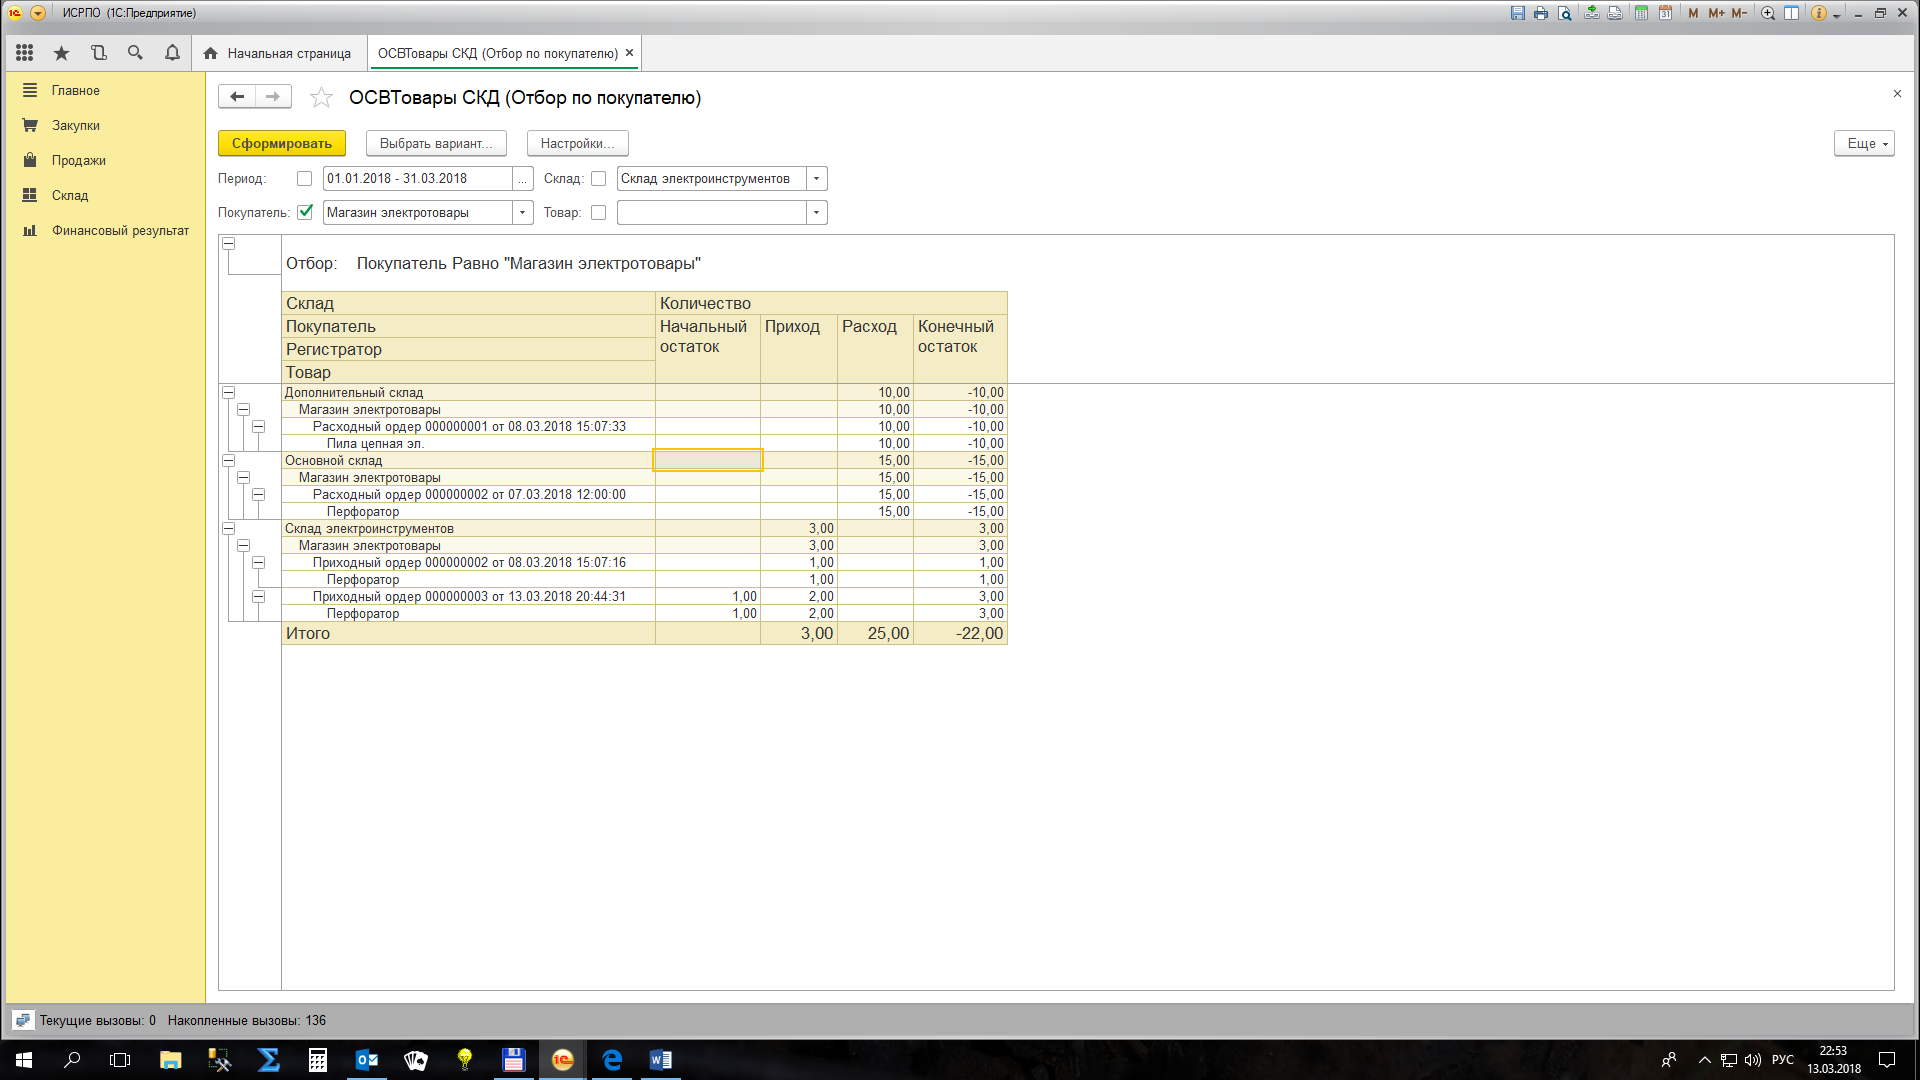 ИСРПО (1С:Предприятие)
M M+ M-
Начальная страница
ОСВТовары СКД (Отбор по покупателю) ×
Главное
Закупки
Продажи
Склад
Финансовый результат
ОСВТовары СКД (Отбор по покупателю)
Сформировать Выбрать вариант... Настройки... Еще
Период: 01.01.2018 - 31.03.2018 ... Склад: Склад электроинструментов
Покупатель: Магазин электротовары Товар:
Отбор: Покупатель Равно "Магазин электротовары"
Склад Количество
Покупатель Начальный остаток Приход Расход Конечный остаток
Регистратор
Товар
Дополнительный склад 10,00 -10,00
Магазин электротовары 10,00 -10,00
Расходный ордер 000000001 от 08.03.2018 15:07:33 10,00 -10,00
Пила цепная эл. 10,00 -10,00
Основной склад 15,00 -15,00
Магазин электротовары 15,00 -15,00
Расходный ордер 000000002 от 07.03.2018 12:00:00 15,00 -15,00
Перфоратор 15,00 -15,00
Склад электроинструментов 3,00 3,00
Магазин электротовары 3,00 3,00
Приходный ордер 000000002 от 08.03.2018 15:07:16 1,00 1,00
Перфоратор 1,00 1,00
Приходный ордер 000000003 от 13.03.2018 20:44:31 1,00 2,00 3,00
Перфоратор 1,00 2,00 3,00
Итого 3,00 25,00 -22,00
Текущие вызовы: 0 Накопленные вызовы: 136
РУС
22:53
13.03.2018